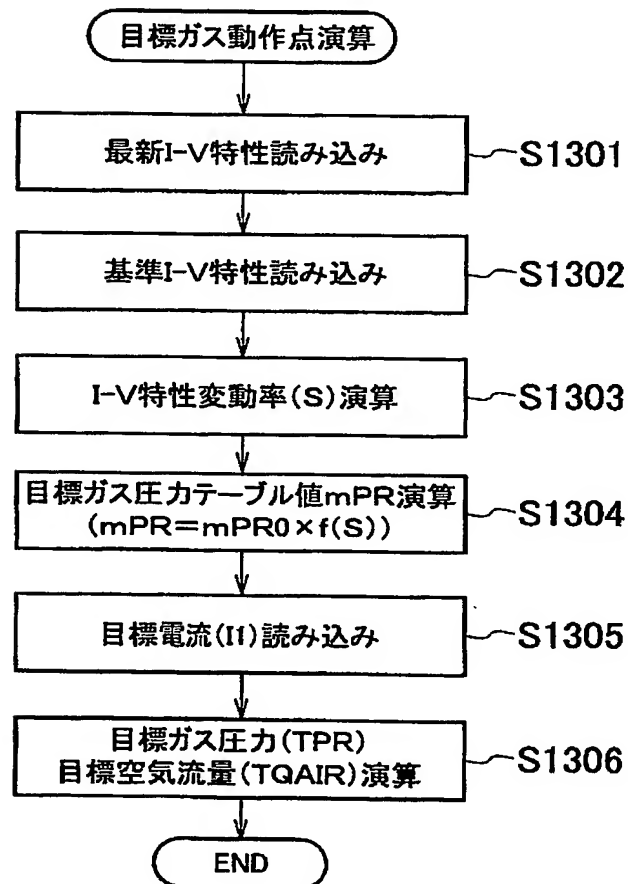 目標ガス動作点演算
最新I-V特性読み込み
S1301
基準I-V特性読み込み
S1302
I-V特性変動率(S)演算
S1303
目標ガス圧力テーブル値mPR演算
(mPR=mPR0×f(S))
S1304
目標電流(It)読み込み
S1305
目標ガス圧力(TPR)
目標空気流量(TQAIR)演算
S1306
END